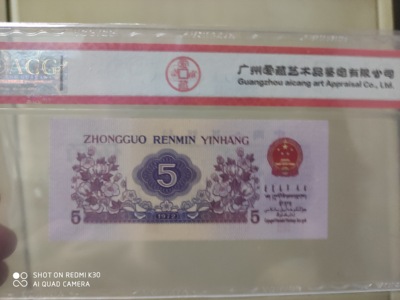 ACG
广州爱藏艺术品鉴定有限公司
Guangzhou aicang art Appraisal Co., Ltd.
ZHONGGUO RENMIN YINHANG
5
5
1972
5
SHOT ON REDMI K30
AI QUAD CAMERA